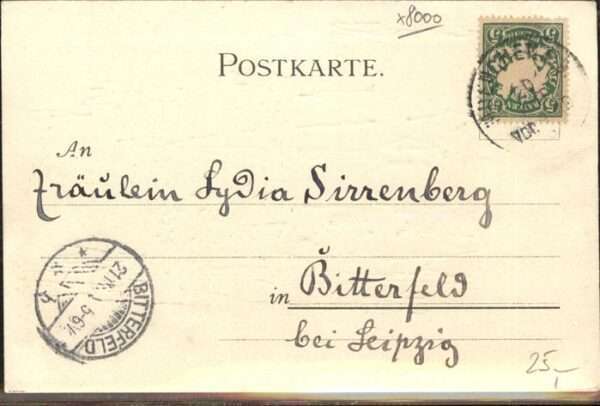 x8000
POSTKARTE.
An
Fräulein Lydia Sirrenberg
in Bitterfeld
bei Leipzig
BITTERFELD
25,-